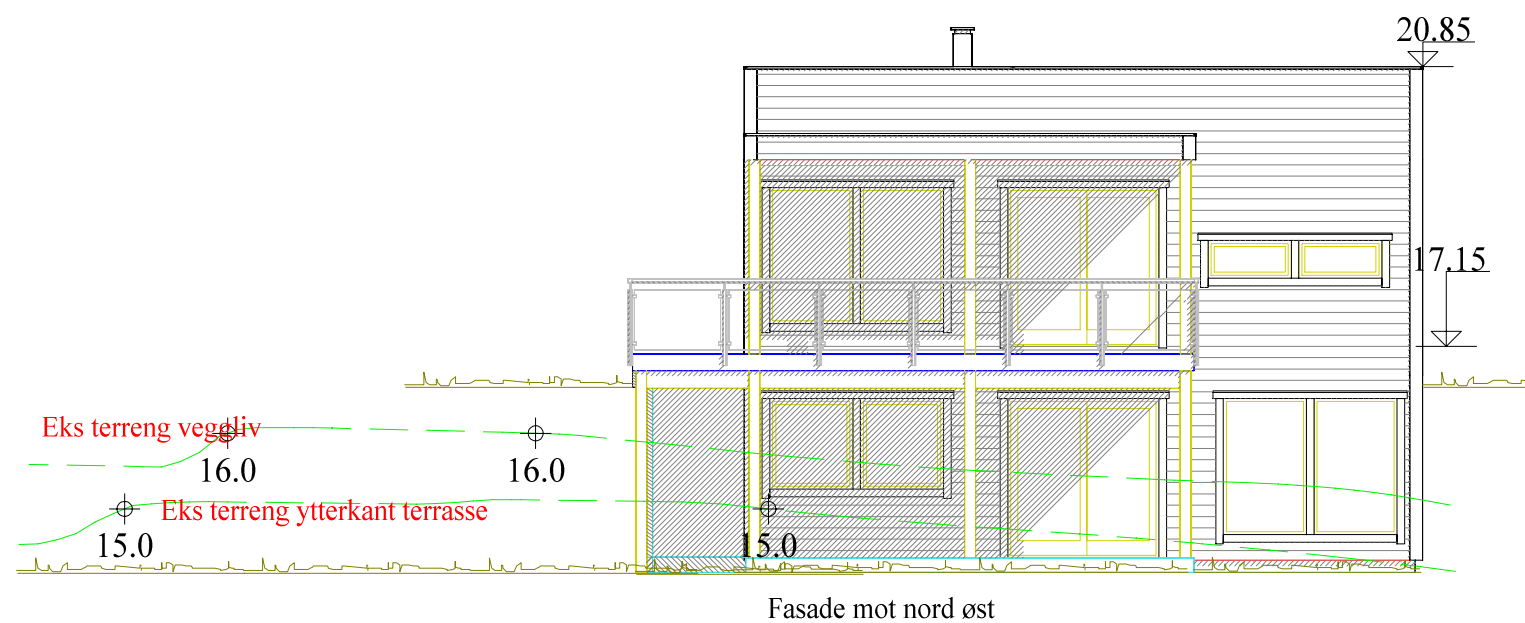 20.85
17.15
Eks terreng veggliv
16.0
16.0
Eks terreng ytterkant terrasse
15.0
15.0
Fasade mot nord øst